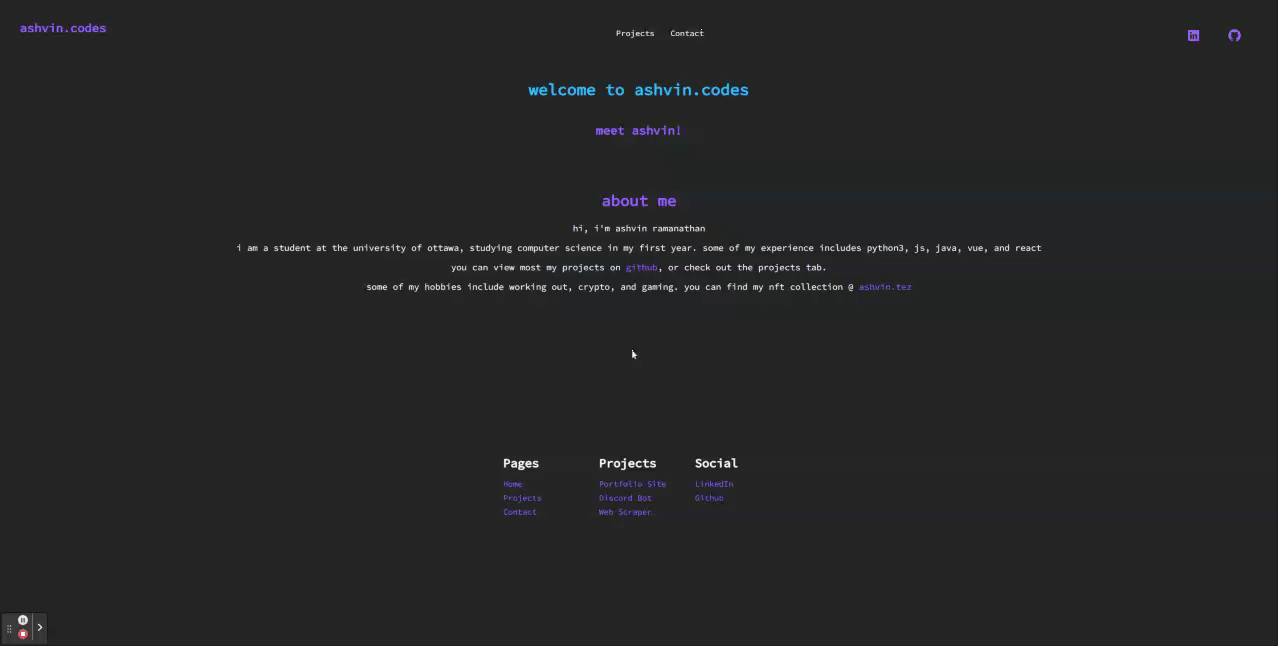 ashvin.codes
Projects Contact
welcome to ashvin.codes
meet ashvin!
about me
hi, i'm ashvin ramanathan
i am a student at the university of ottawa, studying computer science in my first year. some of my experience includes python3, js, java, vue, and react
you can view most my projects on github, or check out the projects tab.
some of my hobbies include working out, crypto, and gaming. you can find my nft collection @ ashvin.tez
Pages
Home
Projects
Contact
Projects
Portfolio Site
Discord Bot
Web Scraper
Social
LinkedIn
Github